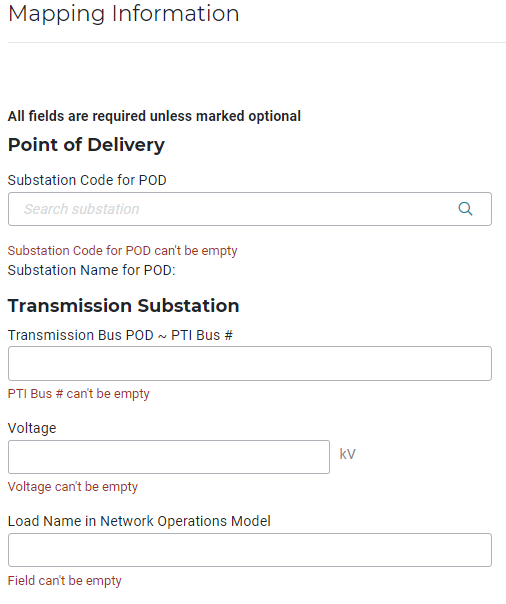 Mapping Information
All fields are required unless marked optional
Point of Delivery
Substation Code for POD
Search substation
Substation Code for POD can't be empty
Substation Name for POD:
Transmission Substation
Transmission Bus POD ~ PTI Bus #
PTI Bus # can't be empty
Voltage
kV
Voltage can't be empty
Load Name in Network Operations Model
Field can't be empty